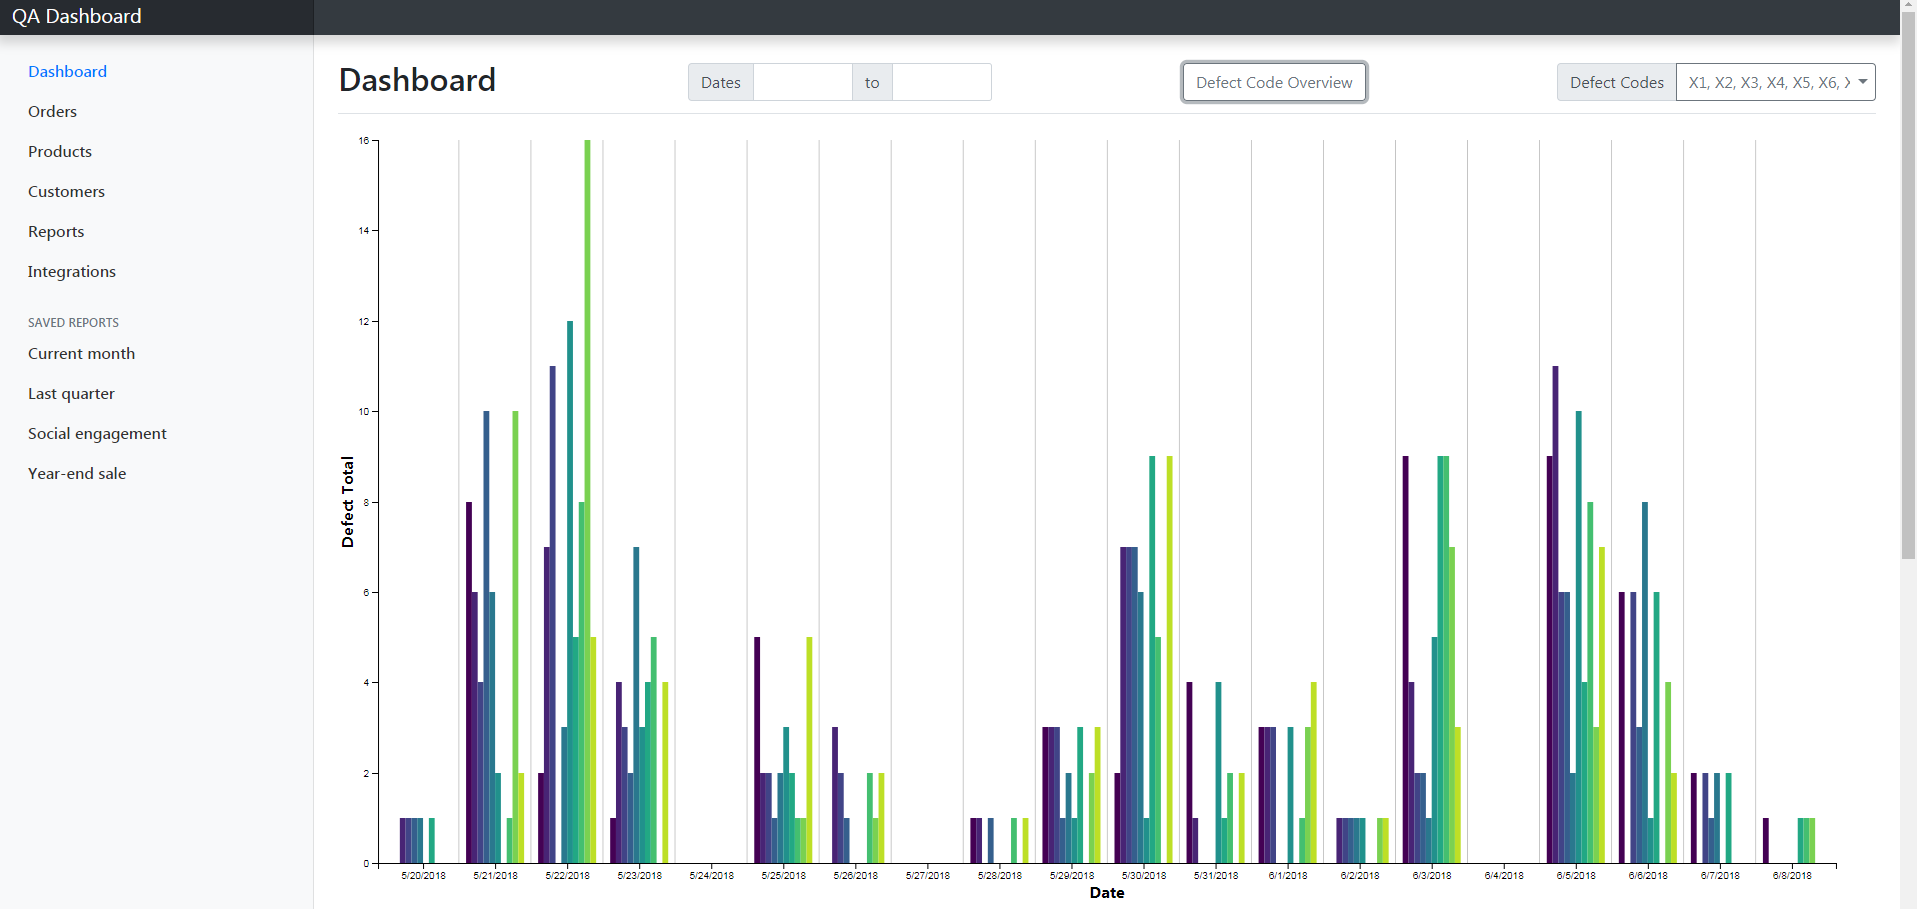 QA Dashboard
Dashboard
Orders
Products
Customers
Reports
Integrations
SAVED REPORTS
Current month
Last quarter
Social engagement
Year-end sale
Dashboard
Dates to
Defect Code Overview
Defect Codes X1, X2, X3, X4, X5, X6,
16
14
12
10
8
6
4
2
0
Defect Total
5/20/2018 5/21/2018 5/22/2018 5/23/2018 5/24/2018 5/25/2018 5/26/2018 5/27/2018 5/28/2018 5/29/2018 5/30/2018 5/31/2018 6/1/2018 6/2/2018 6/3/2018 6/4/2018 6/5/2018 6/6/2018 6/7/2018 6/8/2018
Date